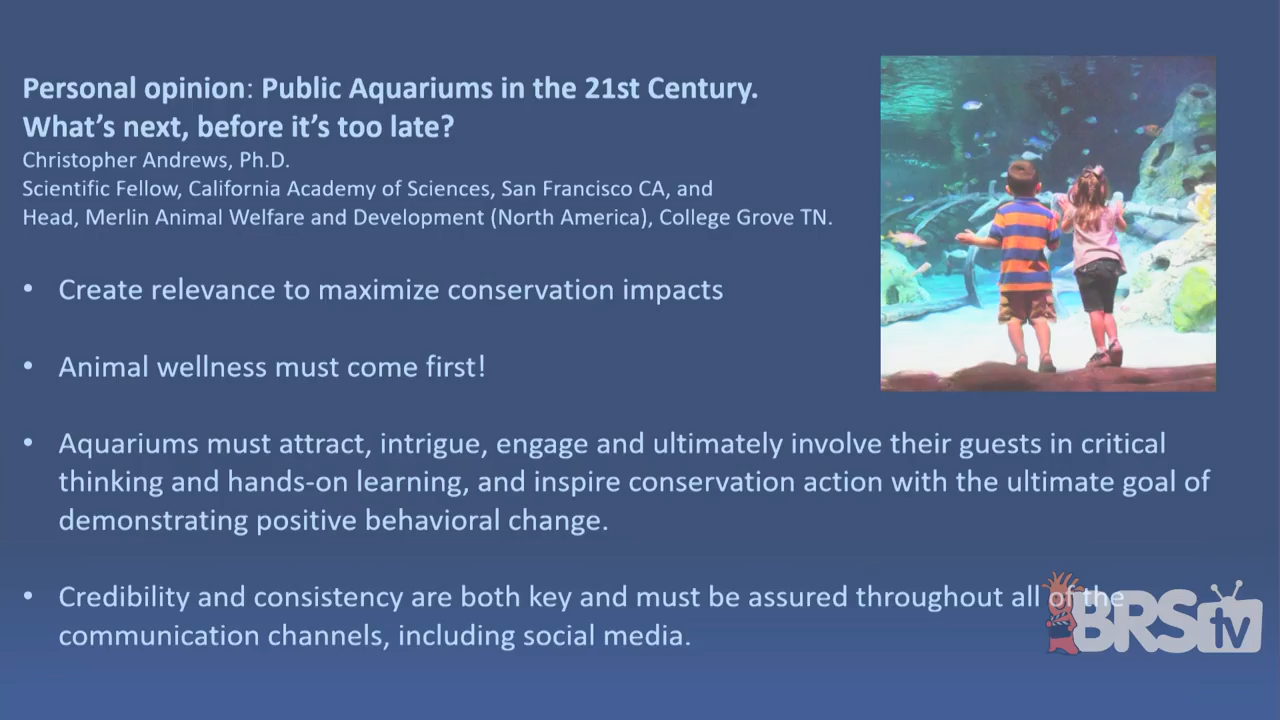 Personal opinion: Public Aquariums in the 21st Century.
What's next, before it's too late?
Christopher Andrews, Ph.D.
Scientific Fellow, California Academy of Sciences, San Francisco CA, and
Head, Merlin Animal Welfare and Development (North America), College Grove TN.
• Create relevance to maximize conservation impacts
• Animal wellness must come first!
• Aquariums must attract, intrigue, engage and ultimately involve their guests in critical
thinking and hands-on learning, and inspire conservation action with the ultimate goal of
demonstrating positive behavioral change.
• Credibility and consistency are both key and must be assured throughout all of the
communication channels, including social media.
BRS tv